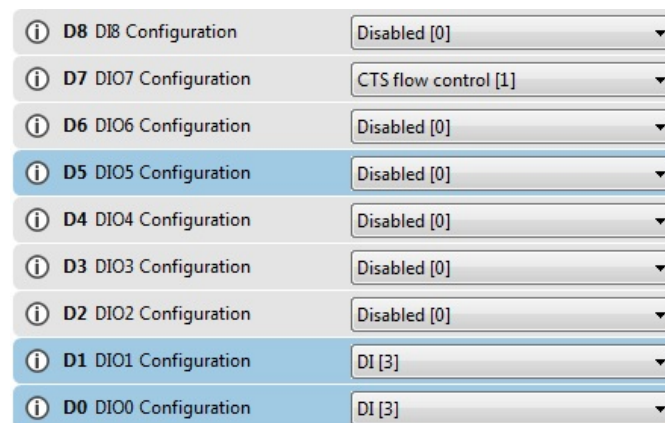 D8 DI8 Configuration Disabled [0]
D7 DIO7 Configuration CTS flow control [1]
D6 DIO6 Configuration Disabled [0]
D5 DIO5 Configuration Disabled [0]
D4 DIO4 Configuration Disabled [0]
D3 DIO3 Configuration Disabled [0]
D2 DIO2 Configuration Disabled [0]
D1 DIO1 Configuration DI [3]
D0 DIO0 Configuration DI [3]